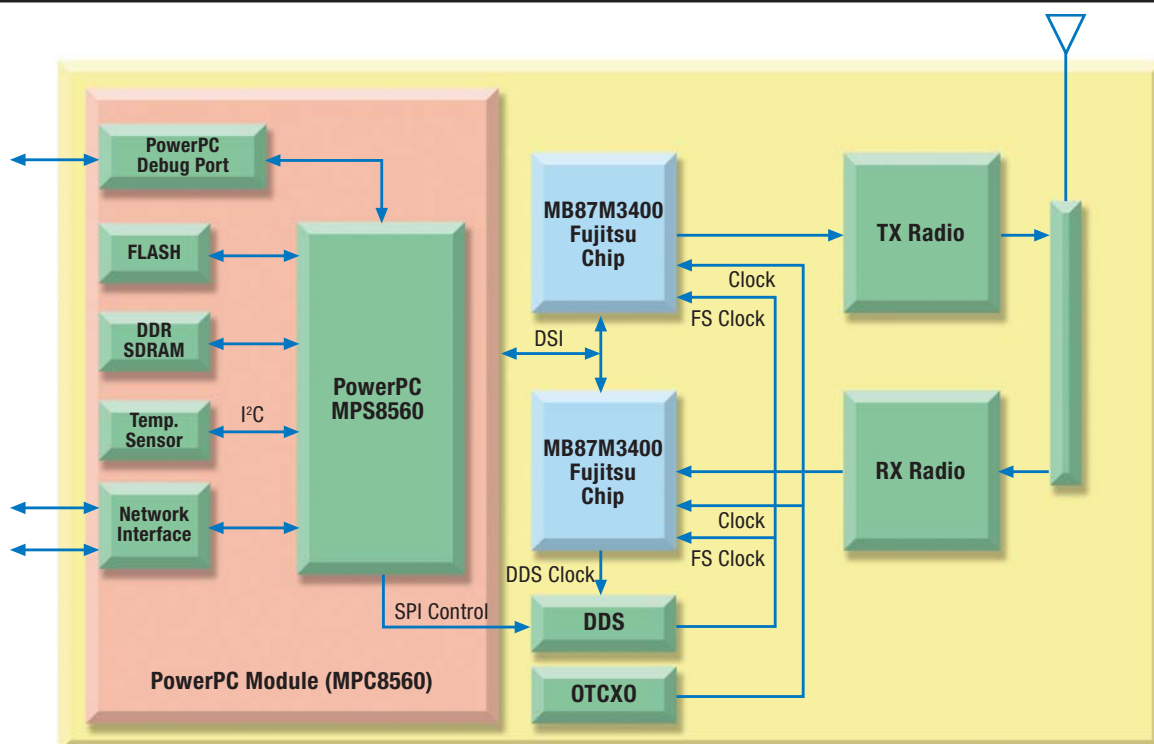 PowerPC
Debug Port
FLASH
DDR
SDRAM
Temp.
Sensor
I²C
Network
Interface
PowerPC
MPS8560
SPI Control
PowerPC Module (MPC8560)
DSI
MB87M3400
Fujitsu
Chip
MB87M3400
Fujitsu
Chip
DDS Clock
DDS
OTCXO
Clock
FS Clock
Clock
FS Clock
TX Radio
RX Radio